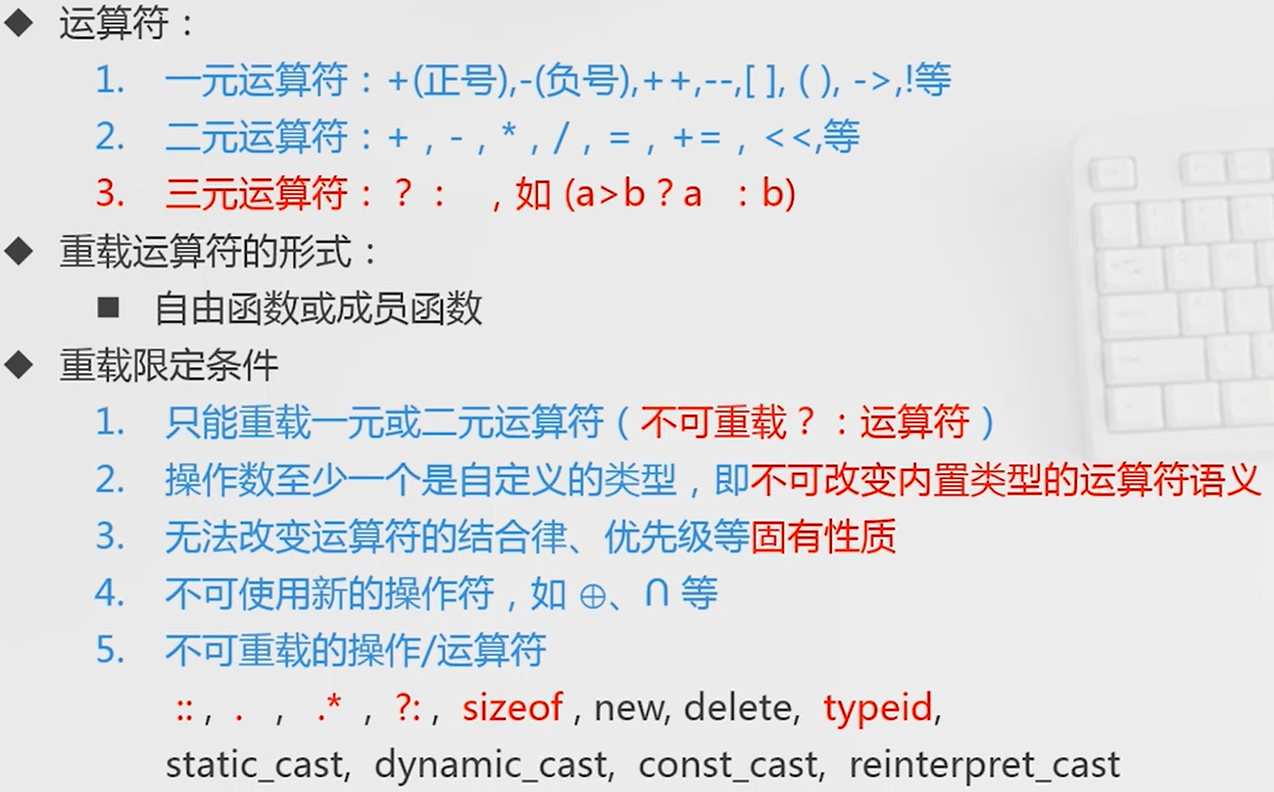 ◆ 运算符：
1. 一元运算符：+(正号),-(负号),++,--,[ ], ( ), ->,!等
2. 二元运算符：+ , - , * , / , = , += , <<,等
3. 三元运算符：? : , 如 (a>b ? a : b)
◆ 重载运算符的形式：
■ 自由函数或成员函数
◆ 重载限定条件
1. 只能重载一元或二元运算符（不可重载？：运算符）
2. 操作数至少一个是自定义的类型，即不可改变内置类型的运算符语义
3. 无法改变运算符的结合律、优先级等固有性质
4. 不可使用新的操作符，如 ⊕、∩ 等
5. 不可重载的操作/运算符
:: , . , .* , ?: , sizeof , new, delete, typeid,
static_cast, dynamic_cast, const_cast, reinterpret_cast